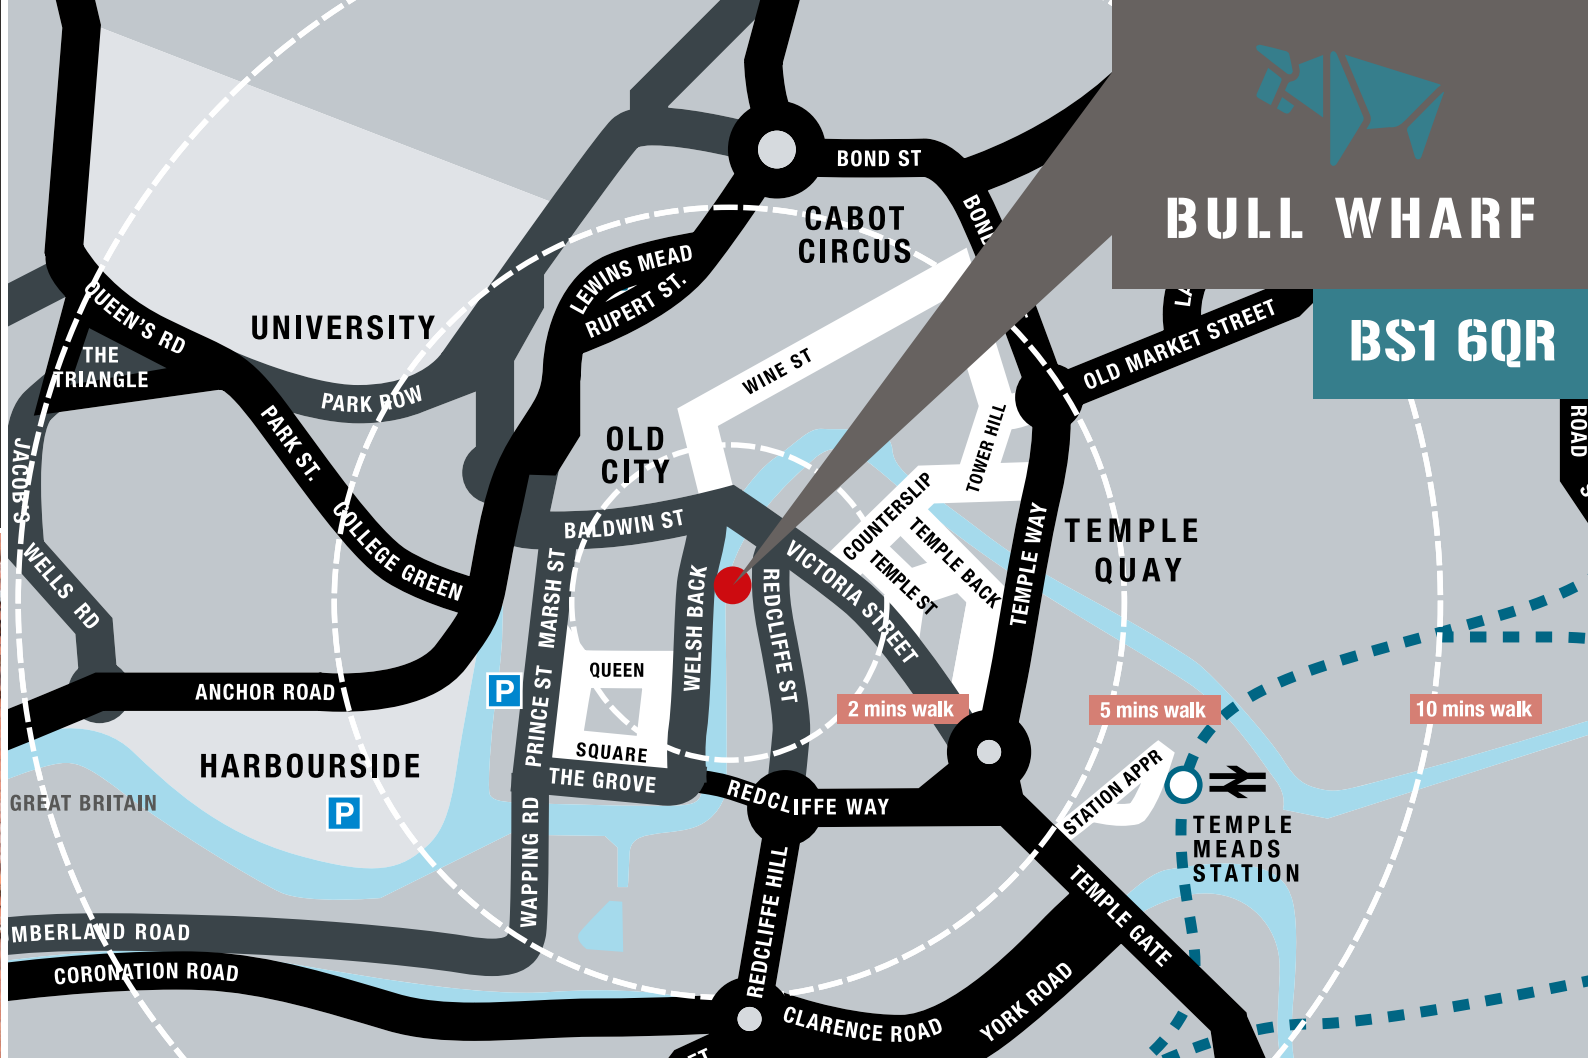 BULL WHARF
BS1 6QR
BOND ST
CABOT
CIRCUS
LEWINS MEAD
RUPERT ST.
QUEEN'S RD
UNIVERSITY
THE
TRIANGLE
PARK ROW
WINE ST
OLD MARKET STREET
PARK ST.
OLD
CITY
TOWER HILL
ROAD
JACOB'S
WELLS RD
COLLEGE GREEN
BALDWIN ST
COUNTERSLIP
TEMPLE BACK
TEMPLE ST
TEMPLE WAY
TEMPLE
QUAY
MARSH ST
WELSH BACK
REDCLIFFE ST
VICTORIA STREET
ANCHOR ROAD
P
PRINCE ST
QUEEN
SQUARE
2 mins walk
5 mins walk
10 mins walk
HARBOURSIDE
GREAT BRITAIN
P
THE GROVE
REDCLIFFE WAY
STATION APPR
TEMPLE
MEADS
STATION
WAPPING RD
REDCLIFFE HILL
TEMPLE GATE
MBERLAND ROAD
CORONATION ROAD
CLARENCE ROAD
YORK ROAD